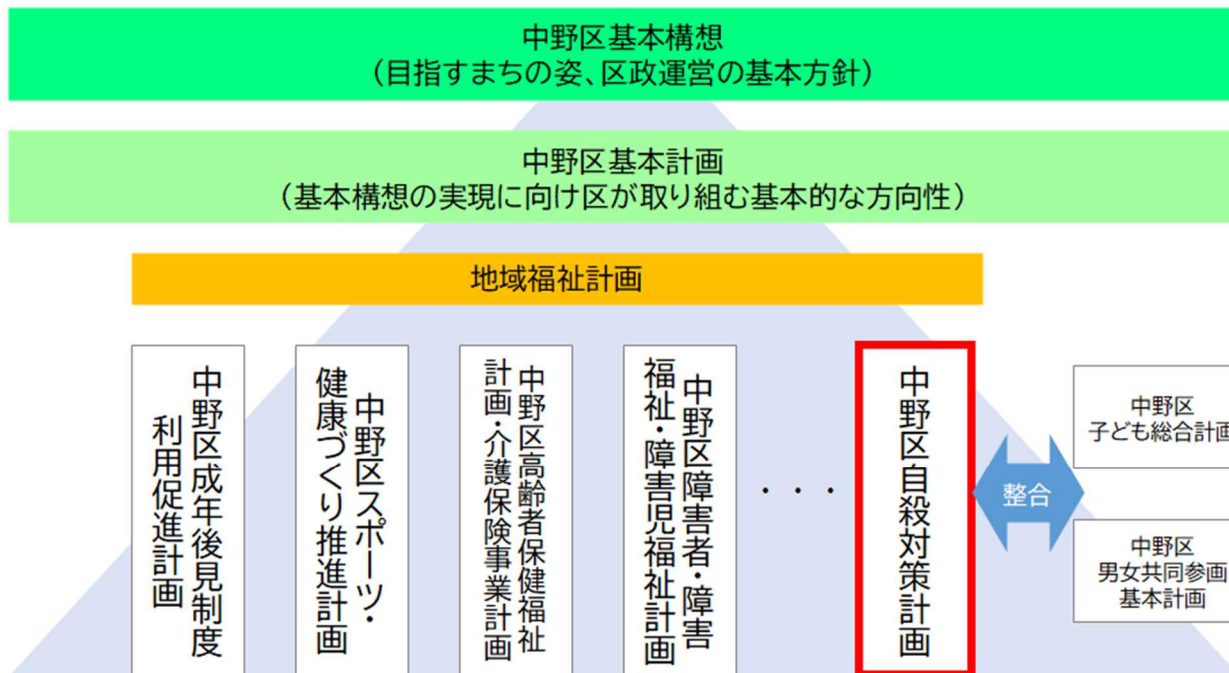 中野区基本構想
（目指すまちの姿、区政運営の基本方針）
中野区基本計画
（基本構想の実現に向け区が取り組む基本的な方向性）
地域福祉計画
中野区成年後見制度
利用促進計画
中野区スポーツ・
健康づくり推進計画
中野区高齢者保健福祉
計画・介護保険事業計画
中野区障害者・障害
福祉・障害児福祉計画
・・・
中野区自殺対策計画
整合
中野区
子ども総合計画
中野区
男女共同参画
基本計画